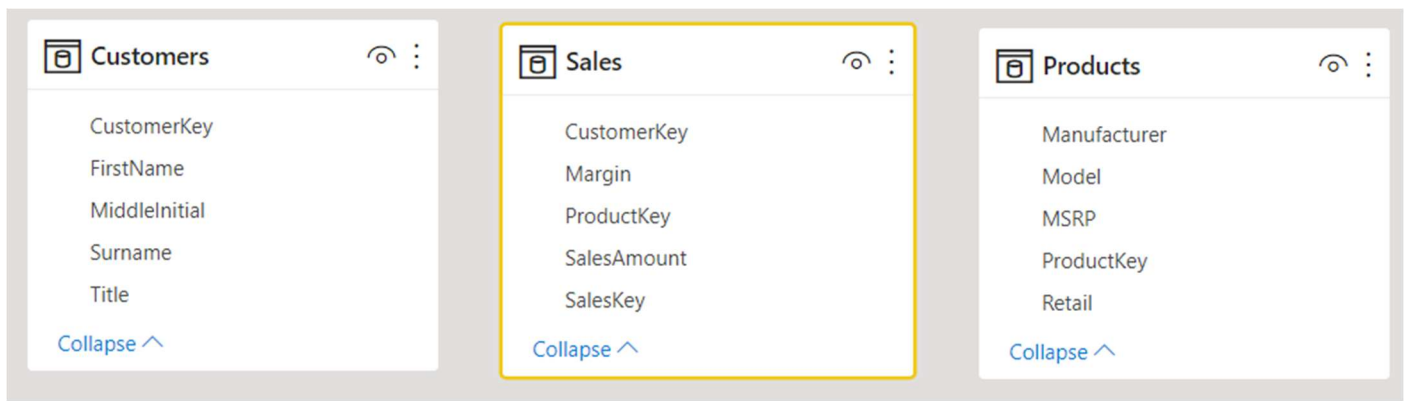 Customers
CustomerKey
FirstName
MiddleInitial
Surname
Title
Collapse
Sales
CustomerKey
Margin
ProductKey
SalesAmount
SalesKey
Collapse
Products
Manufacturer
Model
MSRP
ProductKey
Retail
Collapse